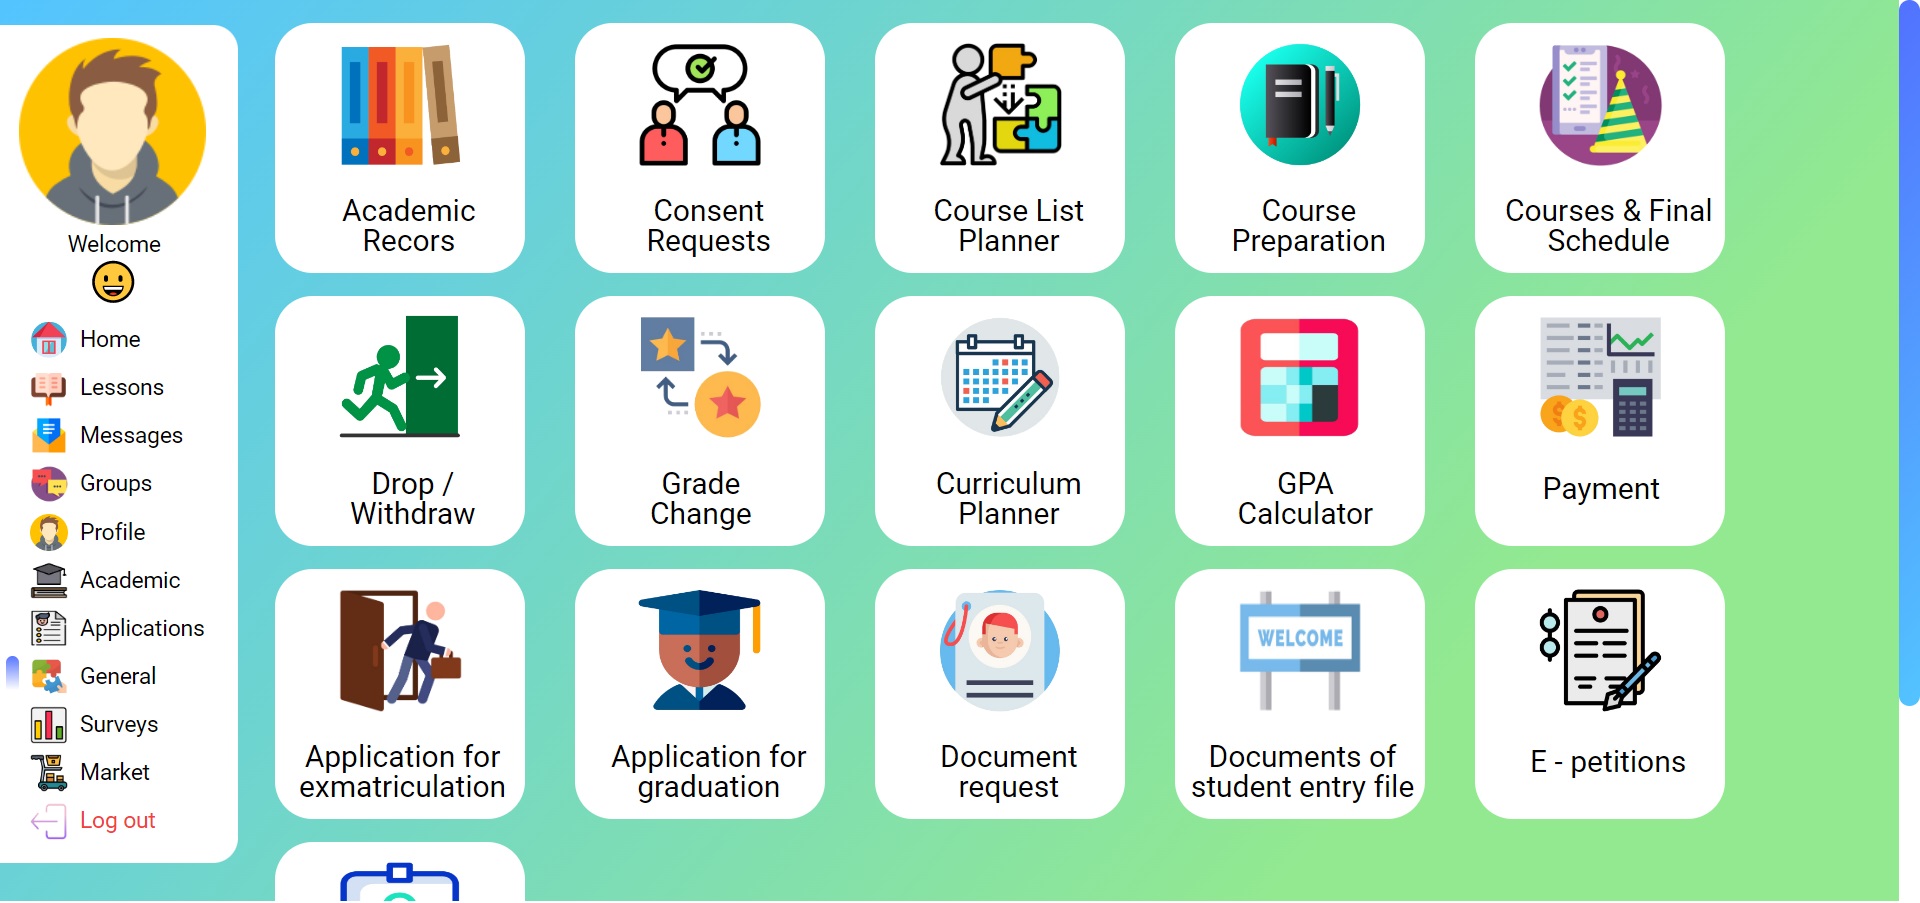 Welcome
Home
Lessons
Messages
Groups
Profile
Academic
Applications
General
Surveys
Market
Log out
Academic
Recors
Consent
Requests
Course List
Planner
Course
Preparation
Courses & Final
Schedule
Drop /
Withdraw
Grade
Change
Curriculum
Planner
GPA
Calculator
Payment
Application for
exmatriculation
Application for
graduation
Document
request
WELCOME
Documents of
student entry file
E - petitions